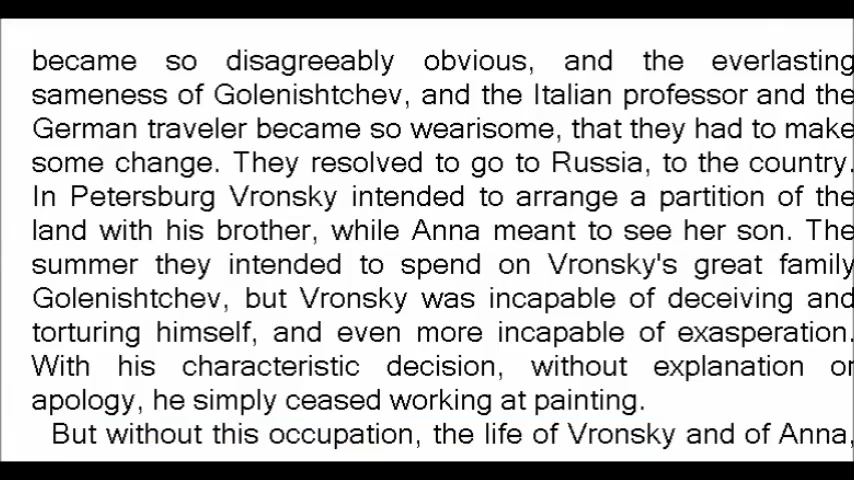 became so disagreeably obvious, and the everlasting
sameness of Golenishtchev, and the Italian professor and the
German traveler became so wearisome, that they had to make
some change. They resolved to go to Russia, to the country.
In Petersburg Vronsky intended to arrange a partition of the
land with his brother, while Anna meant to see her son. The
summer they intended to spend on Vronsky's great family
Golenishtchev, but Vronsky was incapable of deceiving and
torturing himself, and even more incapable of exasperation.
With his characteristic decision, without explanation or
apology, he simply ceased working at painting.
But without this occupation, the life of Vronsky and of Anna,